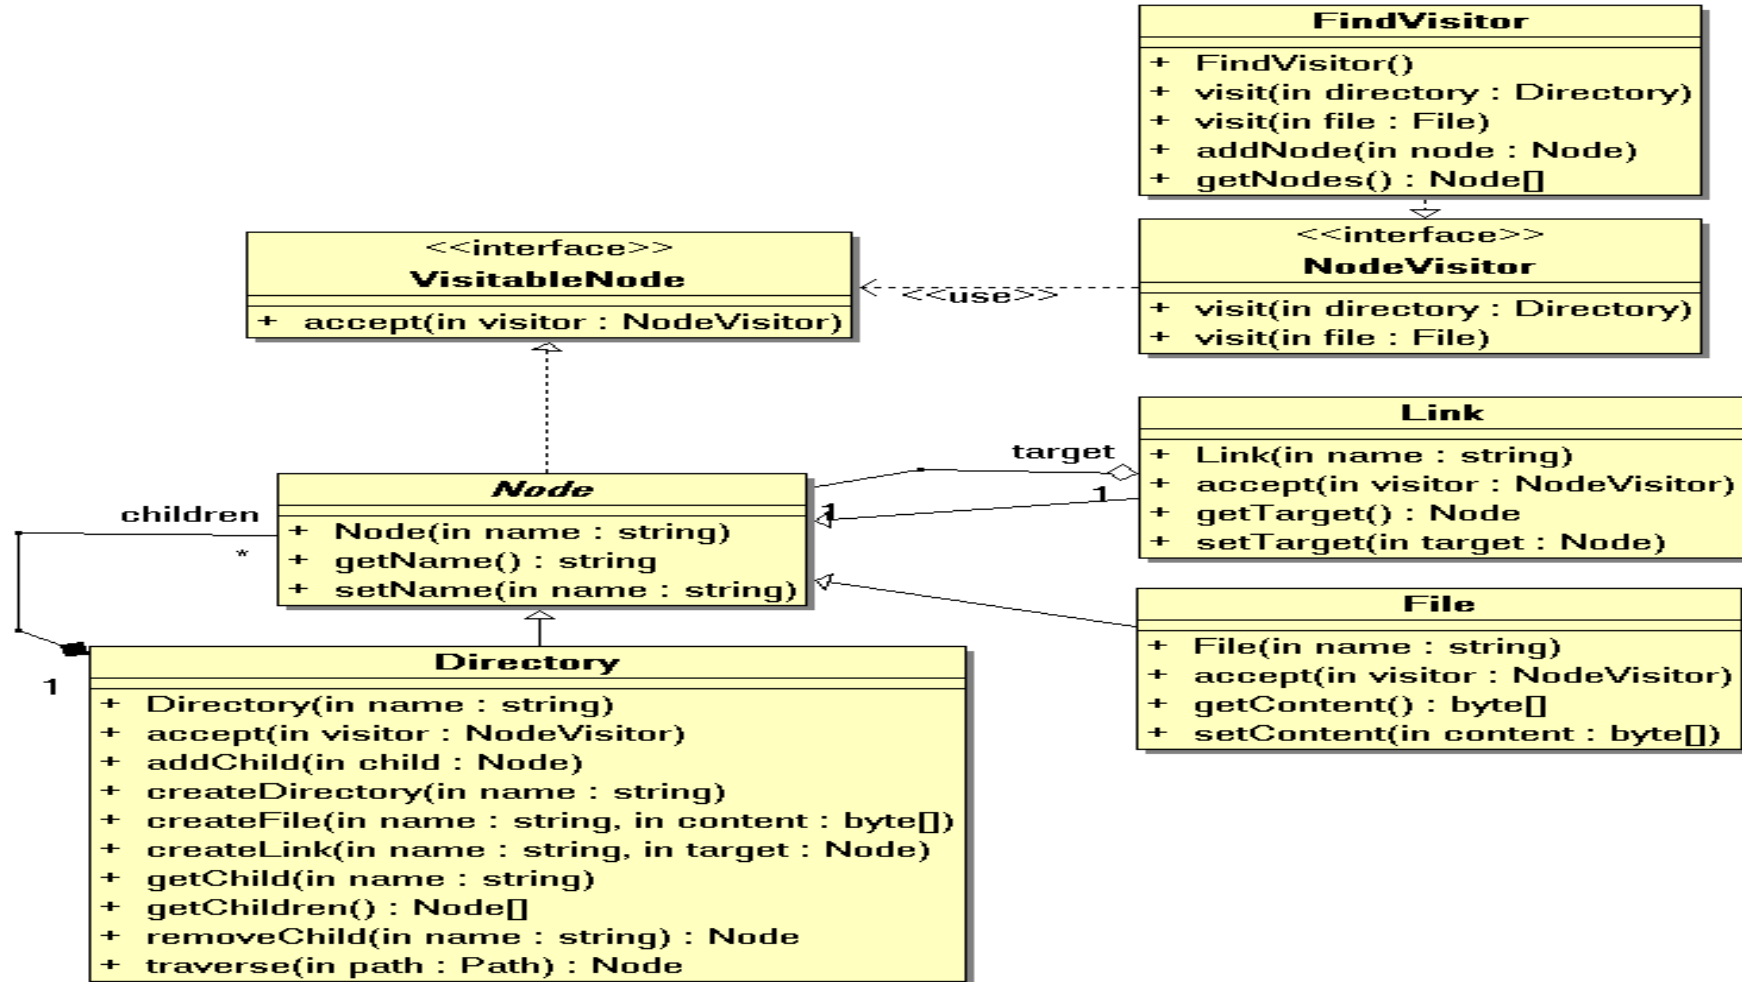 FindVisitor
+ FindVisitor()
+ visit(in directory : Directory)
+ visit(in file : File)
+ addNode(in node : Node)
+ getNodes() : Node[]
<<interface>>
VisitableNode
+ accept(in visitor : NodeVisitor)
<<use>>
<<interface>>
NodeVisitor
+ visit(in directory : Directory)
+ visit(in file : File)
target
1
1
Link
+ Link(in name : string)
+ accept(in visitor : NodeVisitor)
+ getTarget() : Node
+ setTarget(in target : Node)
children
*
1
Node
+ Node(in name : string)
+ getName() : string
+ setName(in name : string)
File
+ File(in name : string)
+ accept(in visitor : NodeVisitor)
+ getContent() : byte[]
+ setContent(in content : byte[])
Directory
+ Directory(in name : string)
+ accept(in visitor : NodeVisitor)
+ addChild(in child : Node)
+ createDirectory(in name : string)
+ createFile(in name : string, in content : byte[])
+ createLink(in name : string, in target : Node)
+ getChild(in name : string)
+ getChildren() : Node[]
+ removeChild(in name : string) : Node
+ traverse(in path : Path) : Node